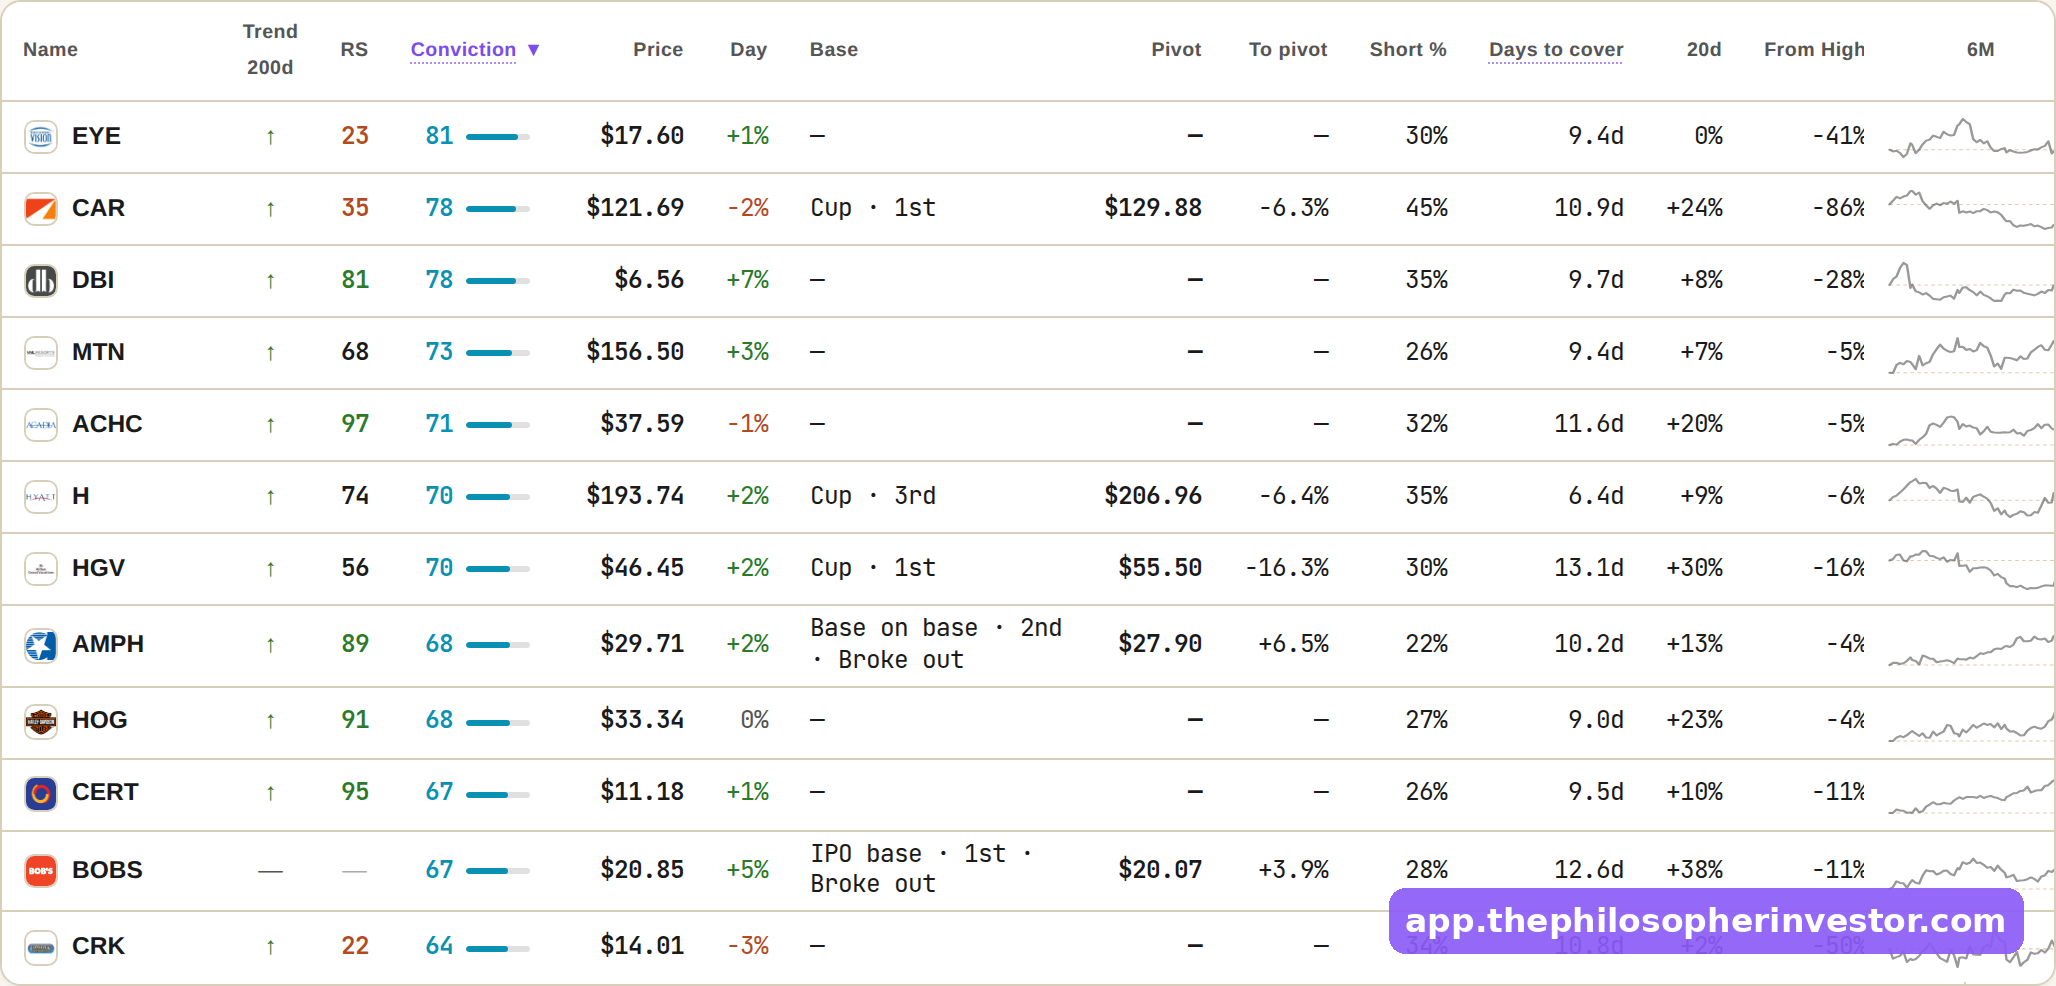 Name Trend 200d RS Conviction ▼ Price Day Base Pivot To pivot Short % Days to cover 20d From High 6M
EYE ↑ 23 81 $17.60 +1% — — — 30% 9.4d 0% -41%
CAR ↑ 35 78 $121.69 -2% Cup · 1st $129.88 -6.3% 45% 10.9d +24% -86%
DBI ↑ 81 78 $6.56 +7% — — — 35% 9.7d +8% -28%
MTN ↑ 68 73 $156.50 +3% — — — 26% 9.4d +7% -5%
ACADIA ACHC ↑ 97 71 $37.59 -1% — — — 32% 11.6d +20% -5%
HYATT H ↑ 74 70 $193.74 +2% Cup · 3rd $206.96 -6.4% 35% 6.4d +9% -6%
HGV ↑ 56 70 $46.45 +2% Cup · 1st $55.50 -16.3% 30% 13.1d +30% -16%
AMPH ↑ 89 68 $29.71 +2% Base on base · 2nd · Broke out $27.90 +6.5% 22% 10.2d +13% -4%
HOG ↑ 91 68 $33.34 0% — — — 27% 9.0d +23% -4%
CERT ↑ 95 67 $11.18 +1% — — — 26% 9.5d +10% -11%
BOB'S BOBS — — 67 $20.85 +5% IPO base · 1st · Broke out $20.07 +3.9% 28% 12.6d +38% -11%
CRK ↑ 22 64 $14.01 -3% — — — 34% 10.8d +2% -50%
app.thephilosopherinvestor.com